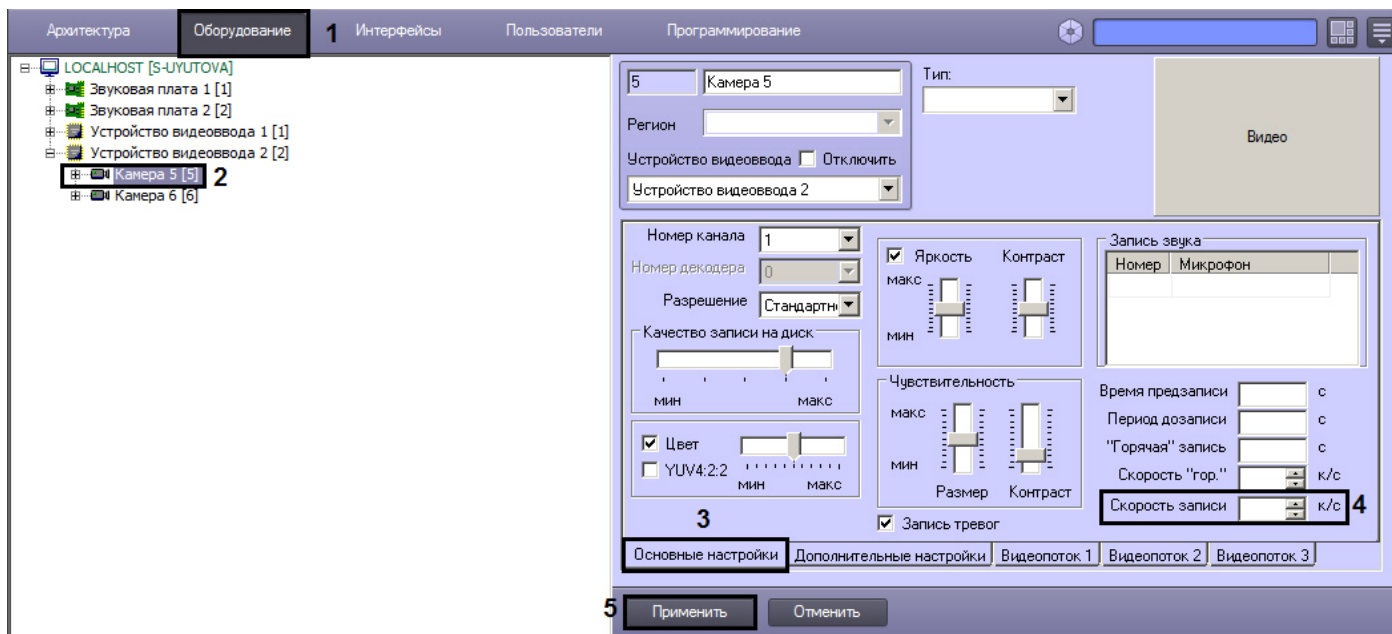 Архитектура Оборудование 1 Интерфейсы Пользователи Программирование
LOCALHOST [S-UYUTOVA]
Звуковая плата 1 [1]
Звуковая плата 2 [2]
Устройство видеоввода 1 [1]
Устройство видеоввода 2 [2]
Камера 5 [5] 2
Камера 6 [6]
5 Камера 5
Тип:
Регион
Устройство видеоввода Отключить
Устройство видеоввода 2
Видео
Номер канала 1
Номер декодера 0
Разрешение Стандартн
Качество записи на диск
мин макс
Цвет
YUV4:2:2
мин макс
Яркость Контраст
макс
мин
Чувствительность
макс
мин
Размер Контраст
Запись тревог
Запись звука
Номер Микрофон
Время предзаписи с
Период дозаписи с
"Горячая" запись с
Скорость "гор." к/с
Скорость записи к/с 4
3
Основные настройки Дополнительные настройки Видеопоток 1 Видеопоток 2 Видеопоток 3
5 Применить Отменить